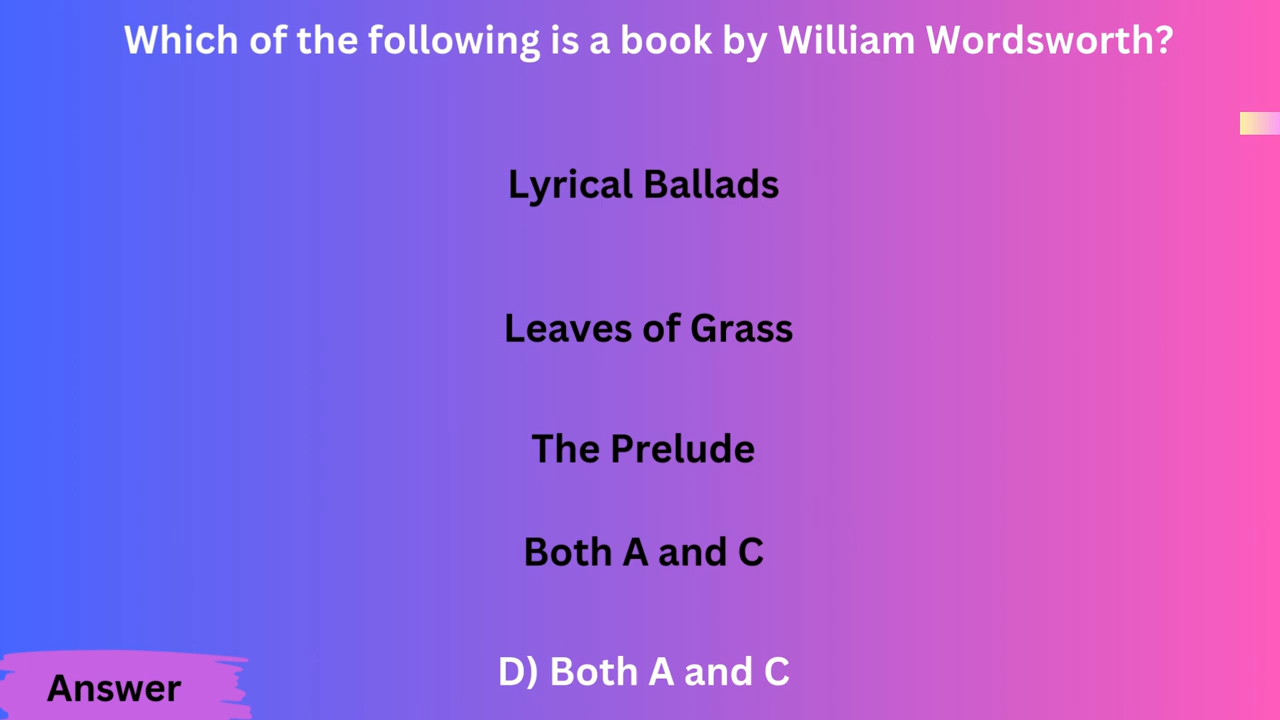 Which of the following is a book by William Wordsworth?
Lyrical Ballads
Leaves of Grass
The Prelude
Both A and C
D) Both A and C
Answer